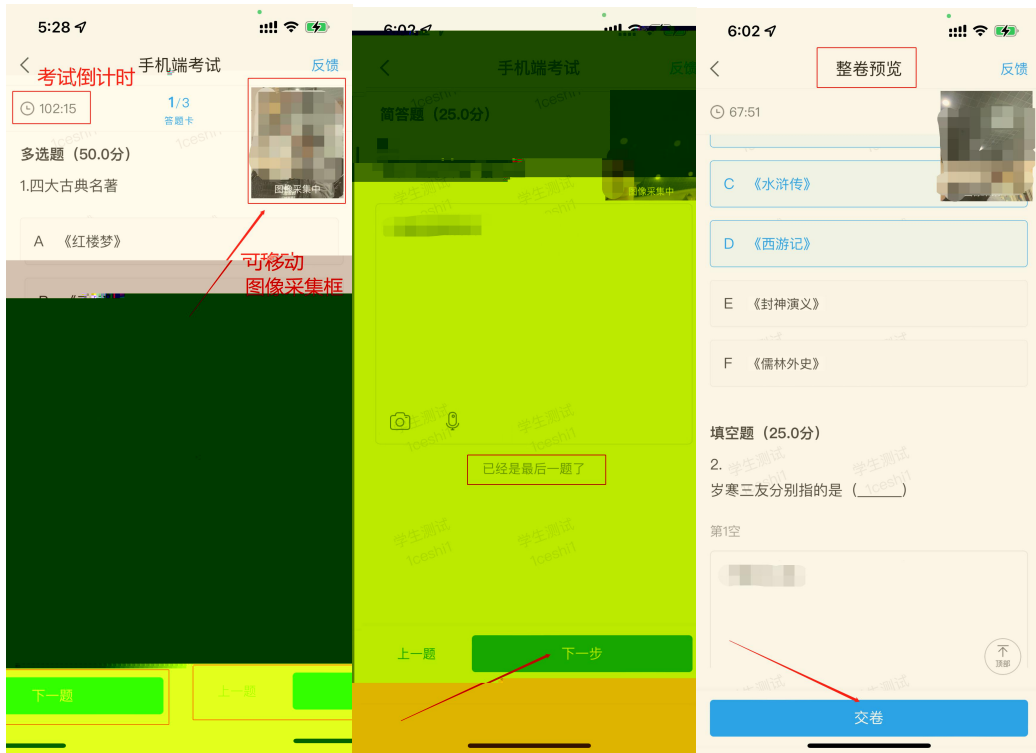 5:28
手机端考试
反馈
考试倒计时
102:15
1/3
答题卡
多选题（50.0分）
1.四大古典名著
图像采集中
A 《红楼梦》
可移动
图像采集框
下一题
上一题
6:02
手机端考试
反馈
简答题（25.0分）
图像采集中
已经是最后一题了
上一题
下一步
6:02
整卷预览
反馈
67:51
C 《水浒传》
D 《西游记》
E 《封神演义》
F 《儒林外史》
填空题（25.0分）
2.
岁寒三友分别指的是（______）
第1空
顶部
交卷
学生测试
1ceshi1